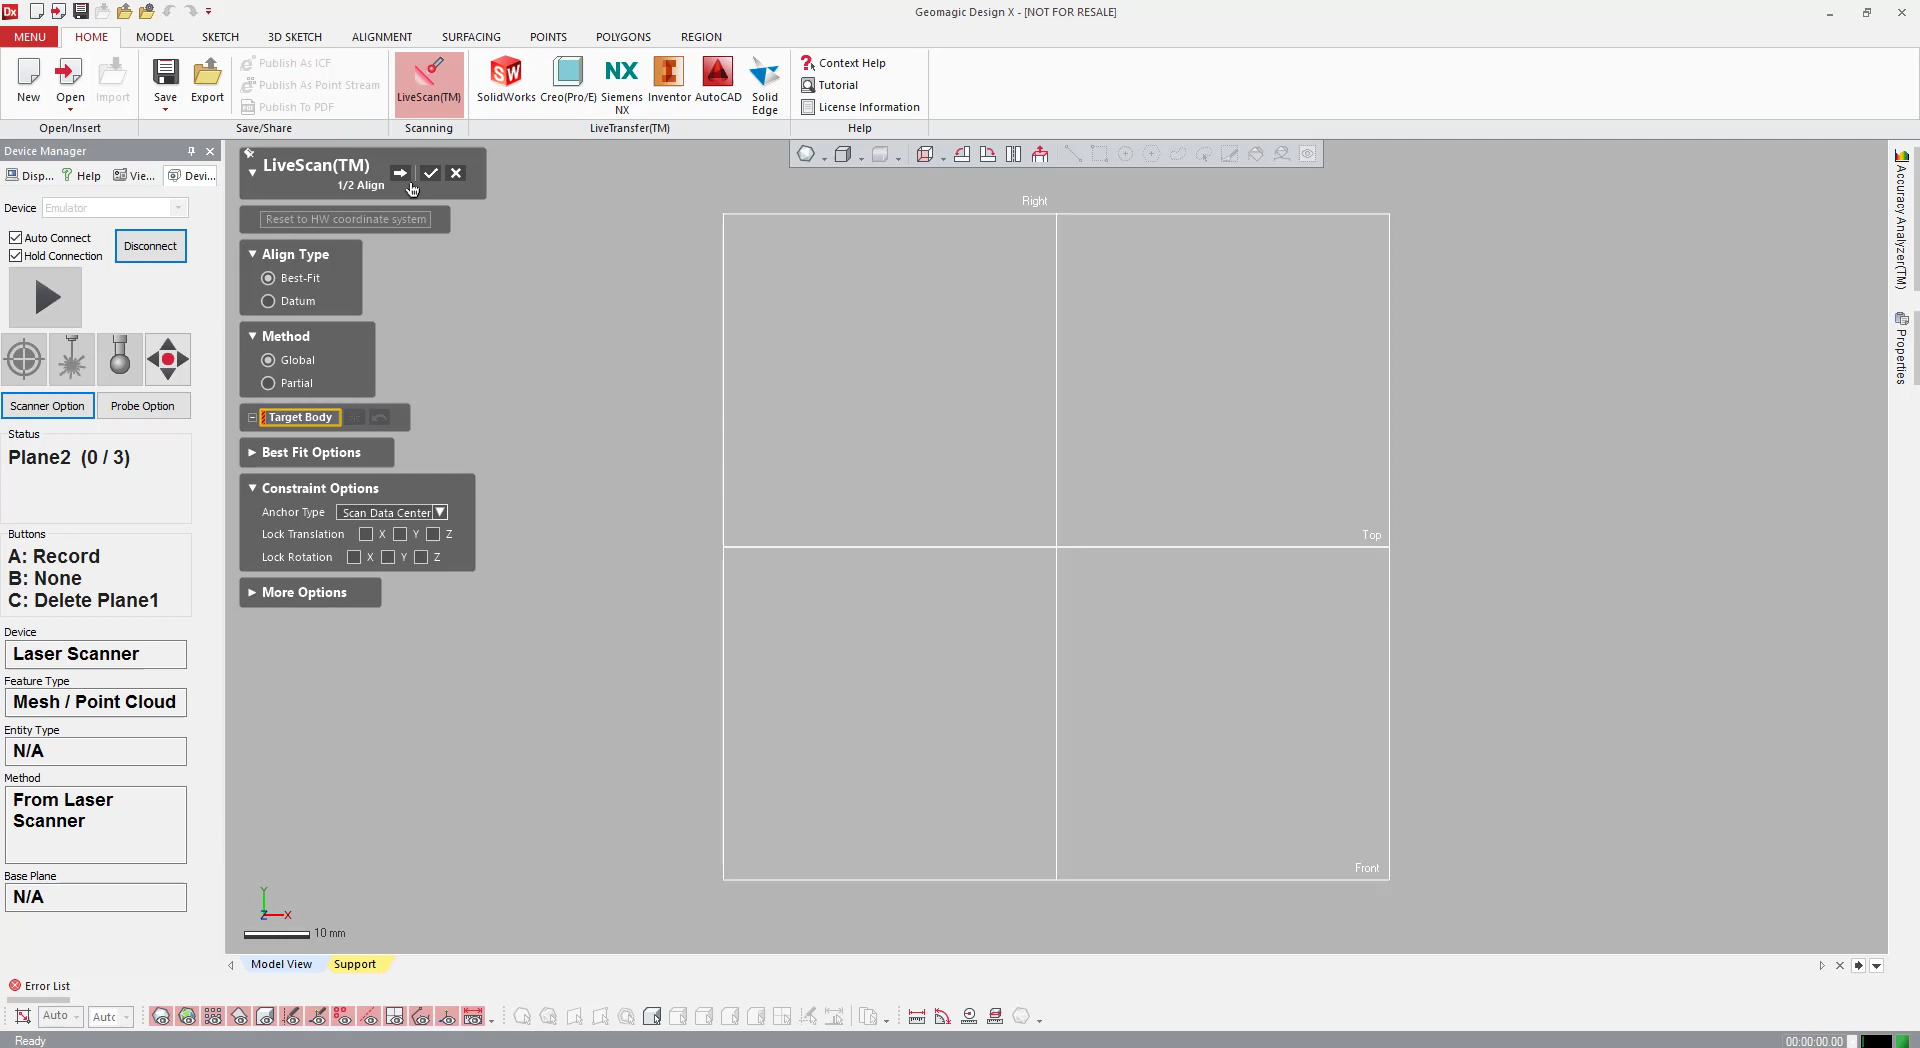 Dx
Geomagic Design X - [NOT FOR RESALE]
MENU HOME MODEL SKETCH 3D SKETCH ALIGNMENT SURFACING POINTS POLYGONS REGION
New Open Import Save Export
Publish As ICF
Publish As Point Stream
Publish To PDF
LiveScan(TM)
SW NX
SolidWorks Creo(Pro/E) Siemens NX Inventor AutoCAD Solid Edge
Context Help
Tutorial
License Information
Open/Insert Save/Share Scanning LiveTransfer(TM) Help
Device Manager
Disp... Help Vie... Devi...
Device Emulator
Auto Connect
Hold Connection
Disconnect
Scanner Option Probe Option
Status
Plane2 (0 / 3)
Buttons
A: Record
B: None
C: Delete Plane1
Device
Laser Scanner
Feature Type
Mesh / Point Cloud
Entity Type
N/A
Method
From Laser
Scanner
Base Plane
N/A
LiveScan(TM)
1/2 Align
Reset to HW coordinate system
Align Type
Best-Fit
Datum
Method
Global
Partial
Target Body
Best Fit Options
Constraint Options
Anchor Type Scan Data Center
Lock Translation X Y Z
Lock Rotation X Y Z
More Options
Right
Top
Front
Y
Z X
10 mm
Accuracy Analyzer(TM)
Properties
Model View Support
Error List
Auto Autc
Ready
00:00:00.00